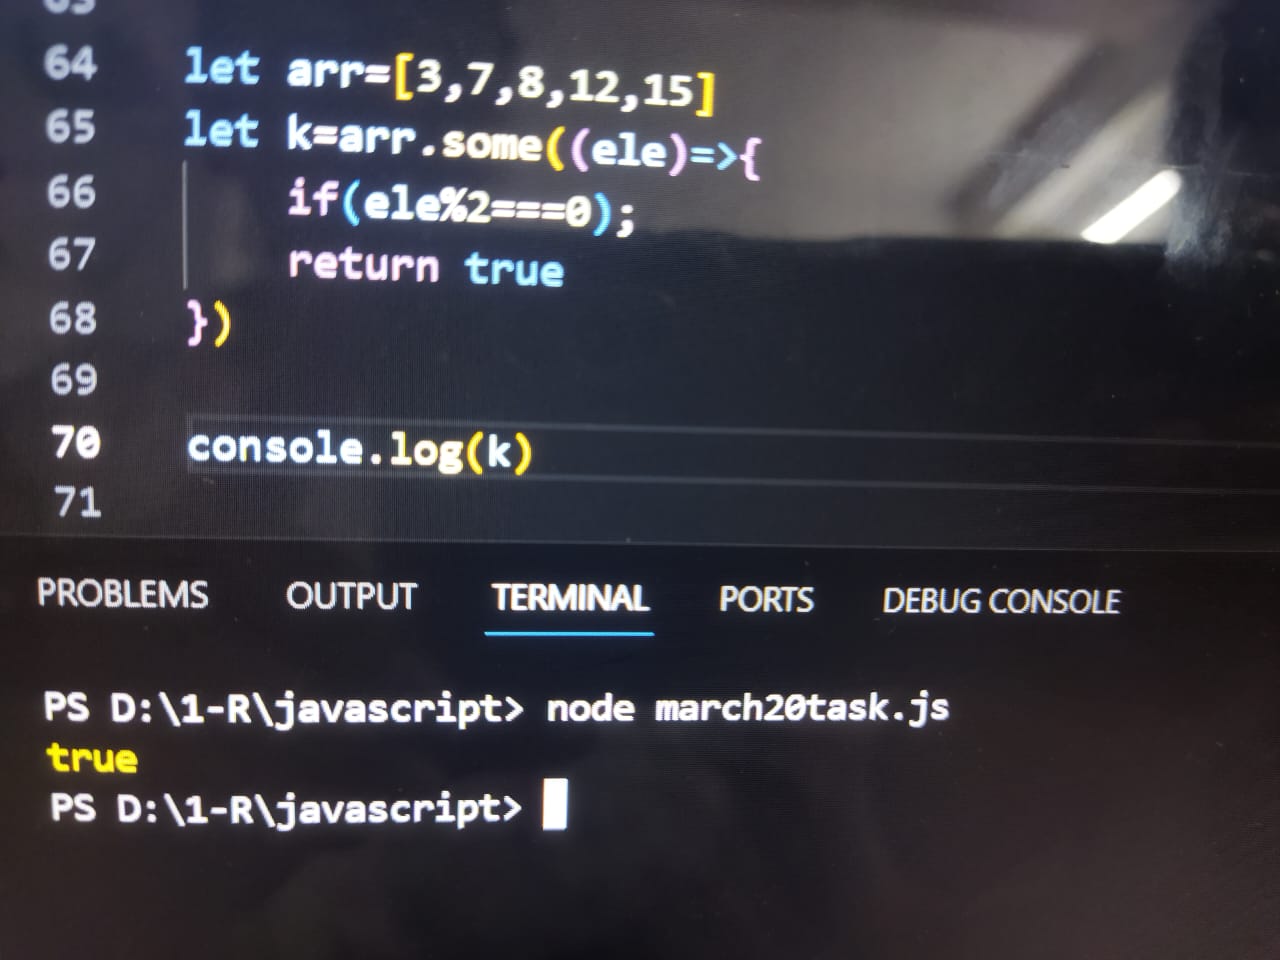 63
64 let arr=[3,7,8,12,15]
65 let k=arr.some((ele)=>{
66 if(ele%2===0);
67 return true
68 })
69
70 console.log(k)
71
PROBLEMS OUTPUT TERMINAL PORTS DEBUG CONSOLE
PS D:\1-R\javascript> node march20task.js
true
PS D:\1-R\javascript>